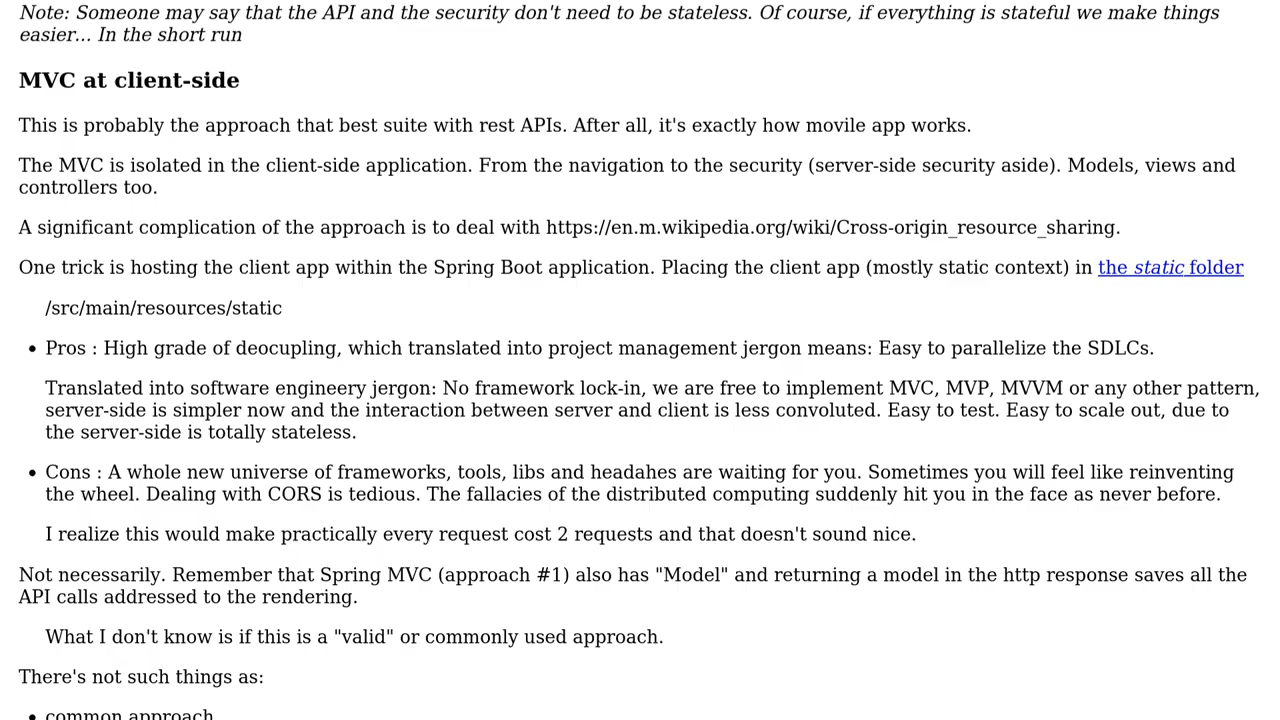 Note: Someone may say that the API and the security don't need to be stateless. Of course, if everything is stateful we make things
easier... In the short run
MVC at client-side
This is probably the approach that best suite with rest APIs. After all, it's exactly how movile app works.
The MVC is isolated in the client-side application. From the navigation to the security (server-side security aside). Models, views and
controllers too.
A significant complication of the approach is to deal with https://en.m.wikipedia.org/wiki/Cross-origin_resource_sharing.
One trick is hosting the client app within the Spring Boot application. Placing the client app (mostly static context) in the static folder
/src/main/resources/static
• Pros : High grade of deocupling, which translated into project management jergon means: Easy to parallelize the SDLCs.
Translated into software engineery jergon: No framework lock-in, we are free to implement MVC, MVP, MVVM or any other pattern,
server-side is simpler now and the interaction between server and client is less convoluted. Easy to test. Easy to scale out, due to
the server-side is totally stateless.
• Cons : A whole new universe of frameworks, tools, libs and headahes are waiting for you. Sometimes you will feel like reinventing
the wheel. Dealing with CORS is tedious. The fallacies of the distributed computing suddenly hit you in the face as never before.
I realize this would make practically every request cost 2 requests and that doesn't sound nice.
Not necessarily. Remember that Spring MVC (approach #1) also has "Model" and returning a model in the http response saves all the
API calls addressed to the rendering.
What I don't know is if this is a "valid" or commonly used approach.
There's not such things as:
• common approach